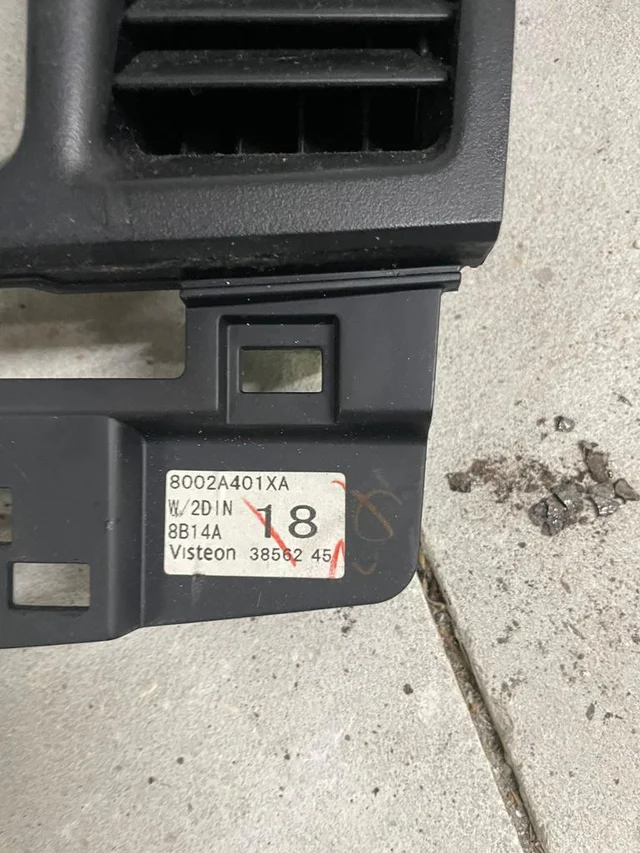 8002A401XA
W/2DIN 18
8B14A
Visteon 38562 45